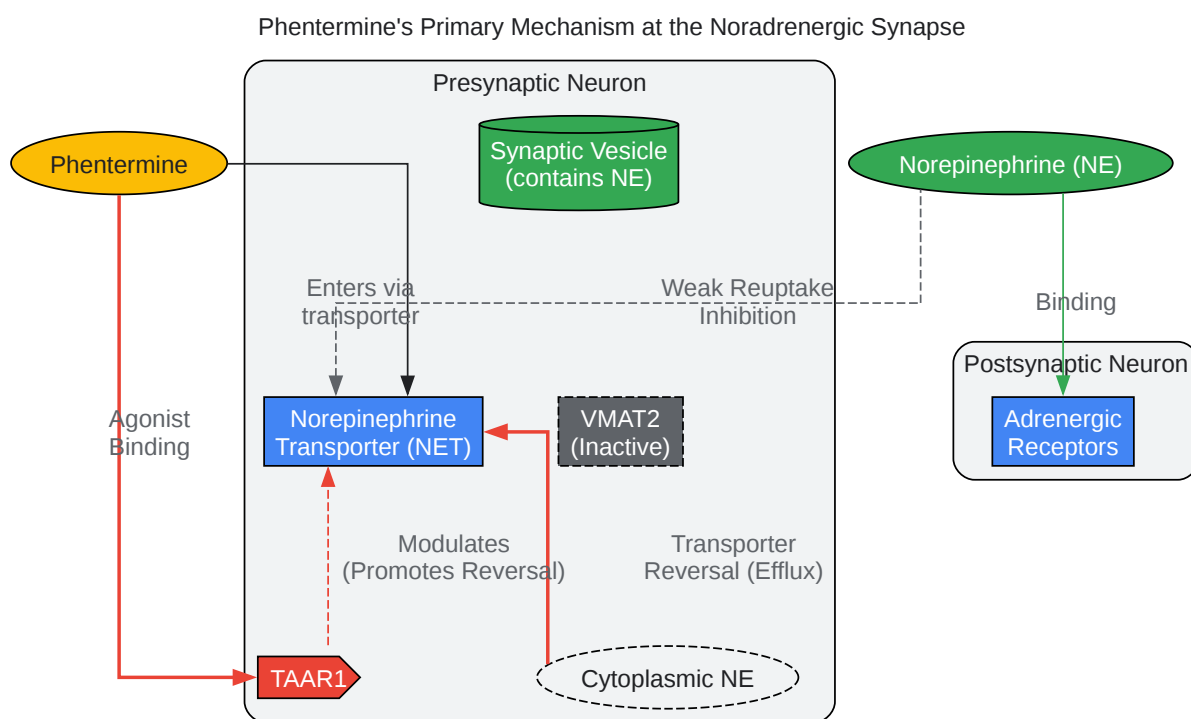 Phentermine's Primary Mechanism at the Noradrenergic Synapse
Presynaptic Neuron
Phentermine
Synaptic Vesicle
(contains NE)
Norepinephrine (NE)
Enters via
transporter
Weak Reuptake
Inhibition
Binding
Postsynaptic Neuron
Agonist
Binding
Norepinephrine
Transporter (NET)
VMAT2
(Inactive)
Adrenergic
Receptors
Modulates
(Promotes Reversal)
Transporter
Reversal (Efflux)
TAAR1
Cytoplasmic NE